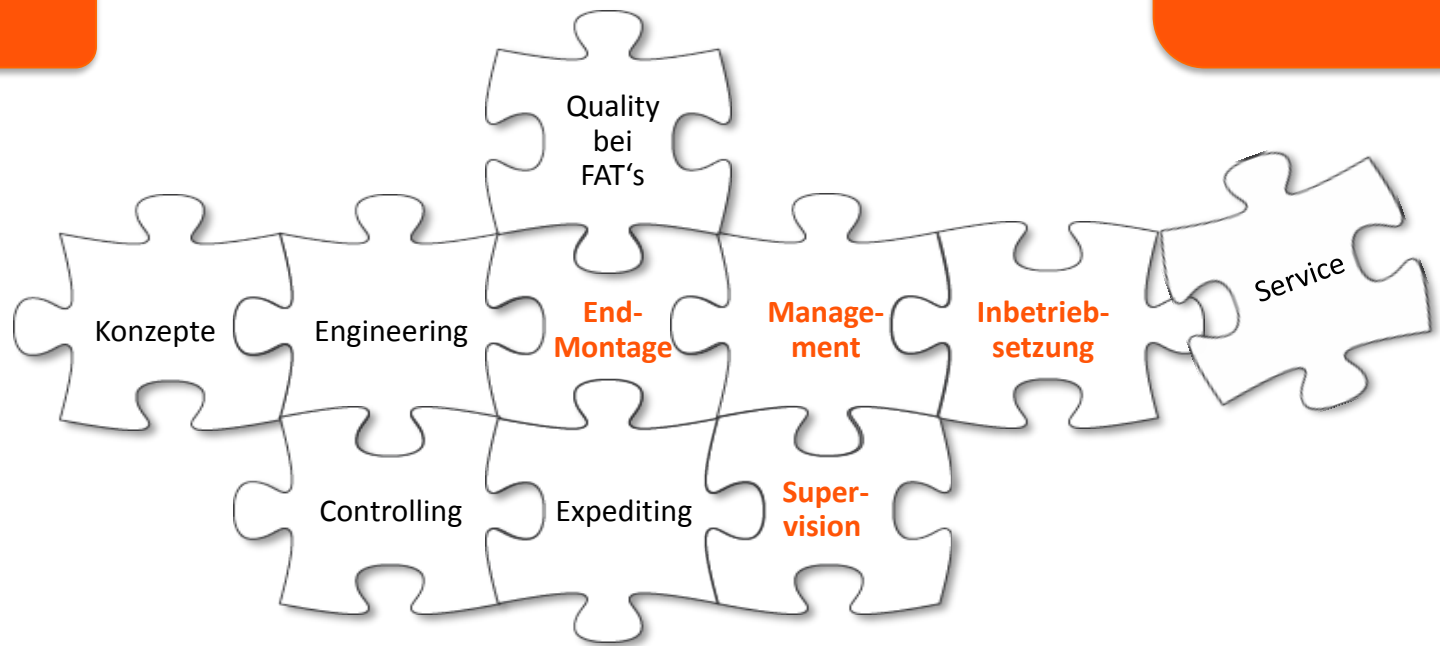 Quality
bei
FAT‘s
Konzepte
Engineering
End-
Montage
Manage-
ment
Inbetrieb-
setzung
Service
Controlling
Expediting
Super-
vision